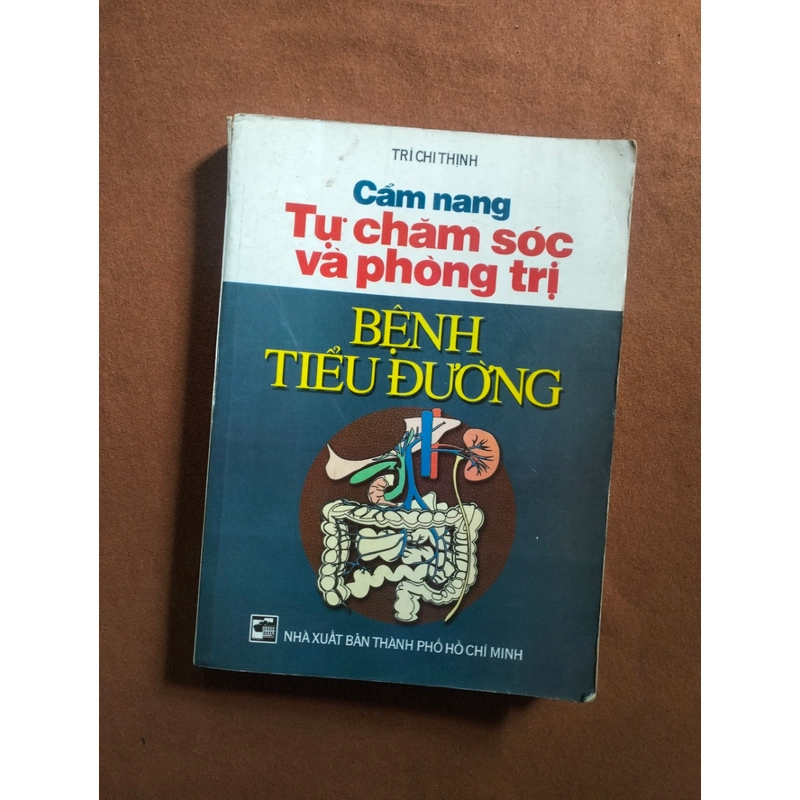 TRÌ CHI THỊNH
Cẩm nang
Tự chăm sóc
và phòng trị
BỆNH
TIỂU ĐƯỜNG
NHÀ XUẤT BẢN THÀNH PHỐ HỒ CHÍ MINH